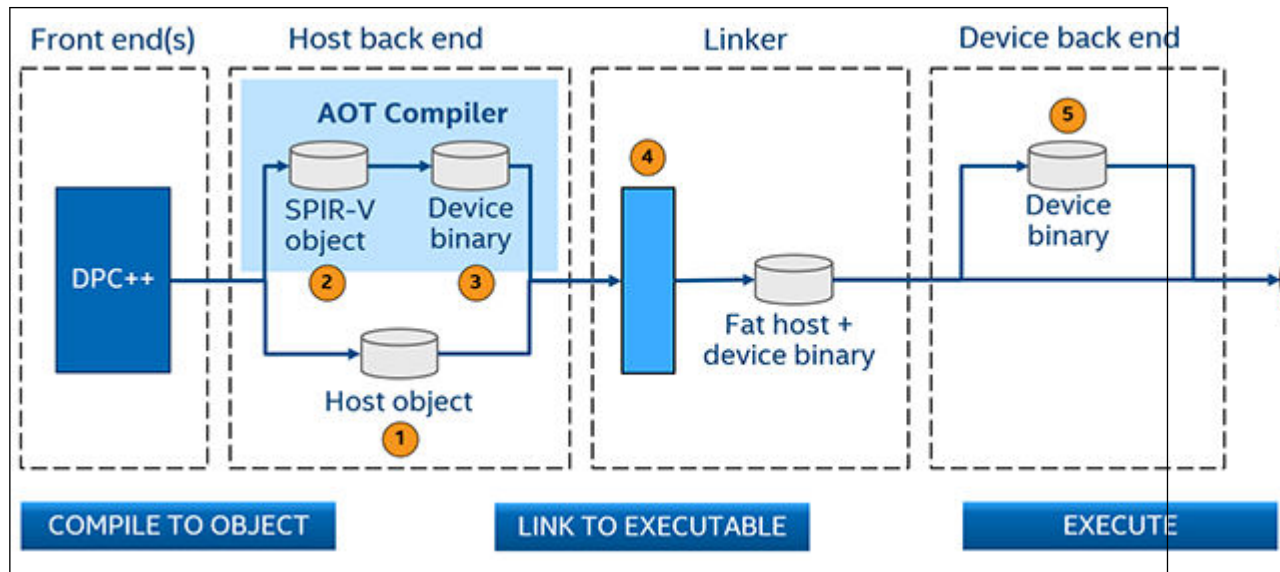 Front end(s)
Host back end
Linker
Device back end
AOT Compiler
4
5
SPIR-V
object
Device
binary
Device
binary
DPC++
2
3
Fat host +
device binary
Host object
1
COMPILE TO OBJECT
LINK TO EXECUTABLE
EXECUTE